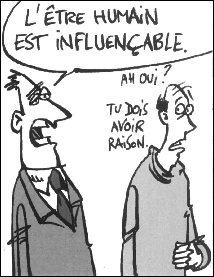 L'ÊTRE HUMAIN
EST INFLUENÇABLE.
AH OUI ?
TU DOIS
AVOIR
RAISON.